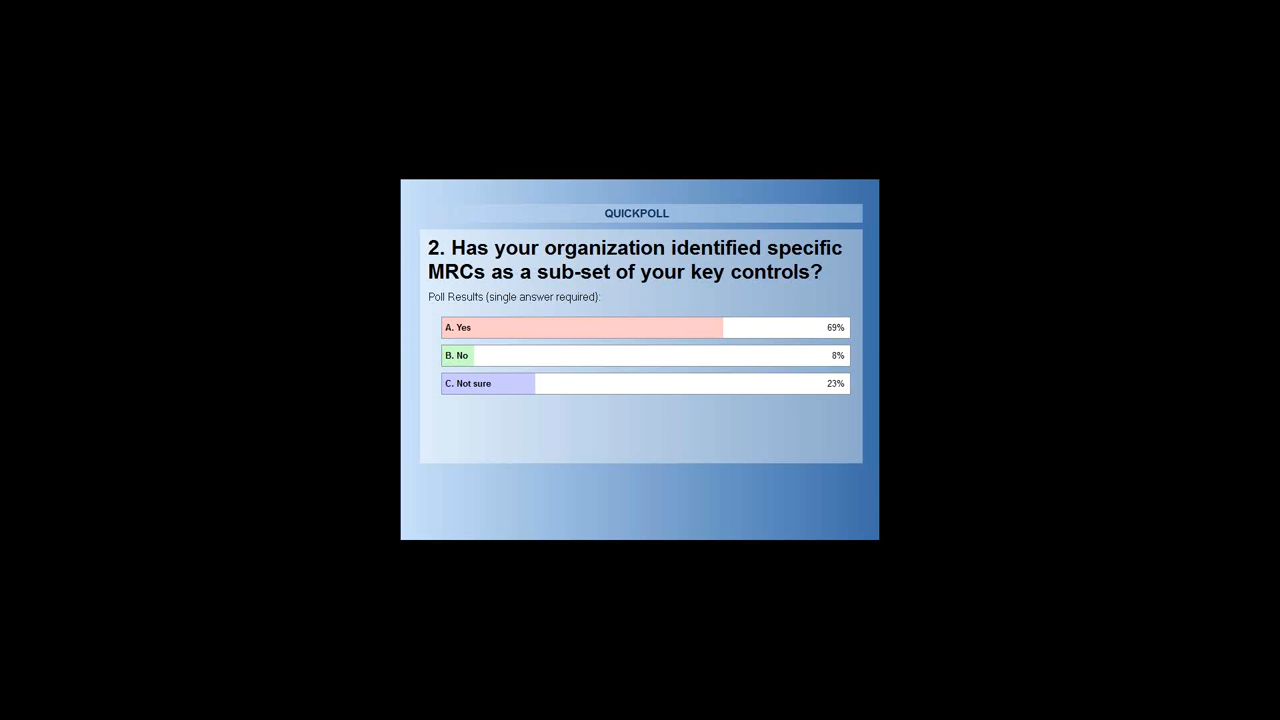 QUICKPOLL
2. Has your organization identified specific
MRCs as a sub-set of your key controls?
Poll Results (single answer required):
A. Yes 69%
B. No 8%
C. Not sure 23%